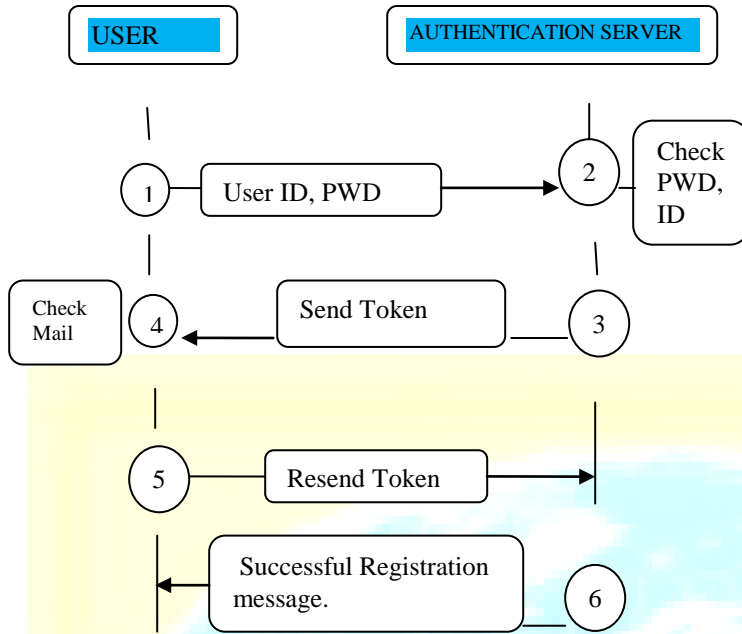 USER
AUTHENTICATION SERVER
1
User ID, PWD
2
Check
PWD,
ID
Check
Mail
4
Send Token
3
5
Resend Token
Successful Registration
message.
6